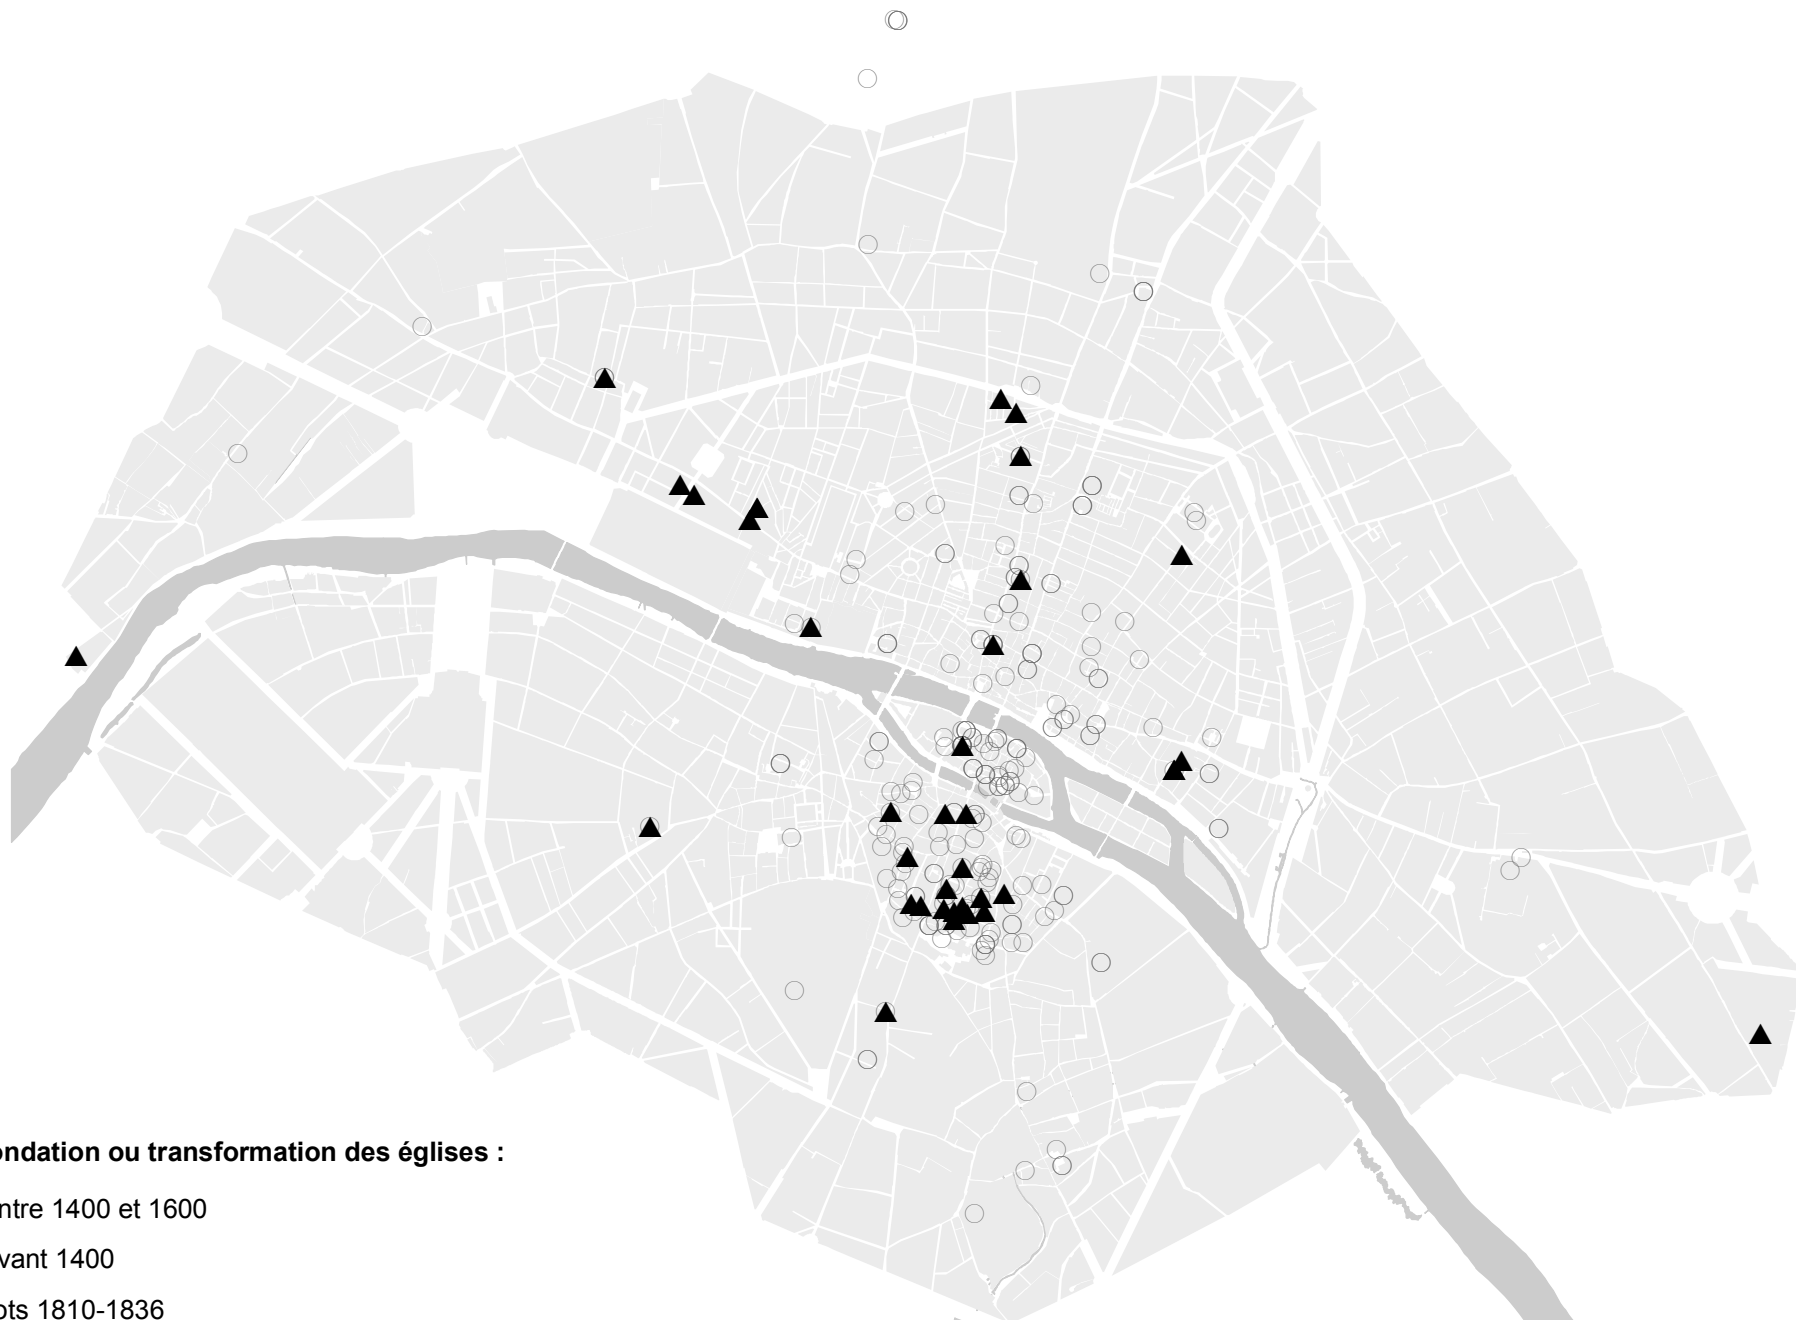 ondation ou transformation des églises :
ntre 1400 et 1600
vant 1400
ots 1810-1836